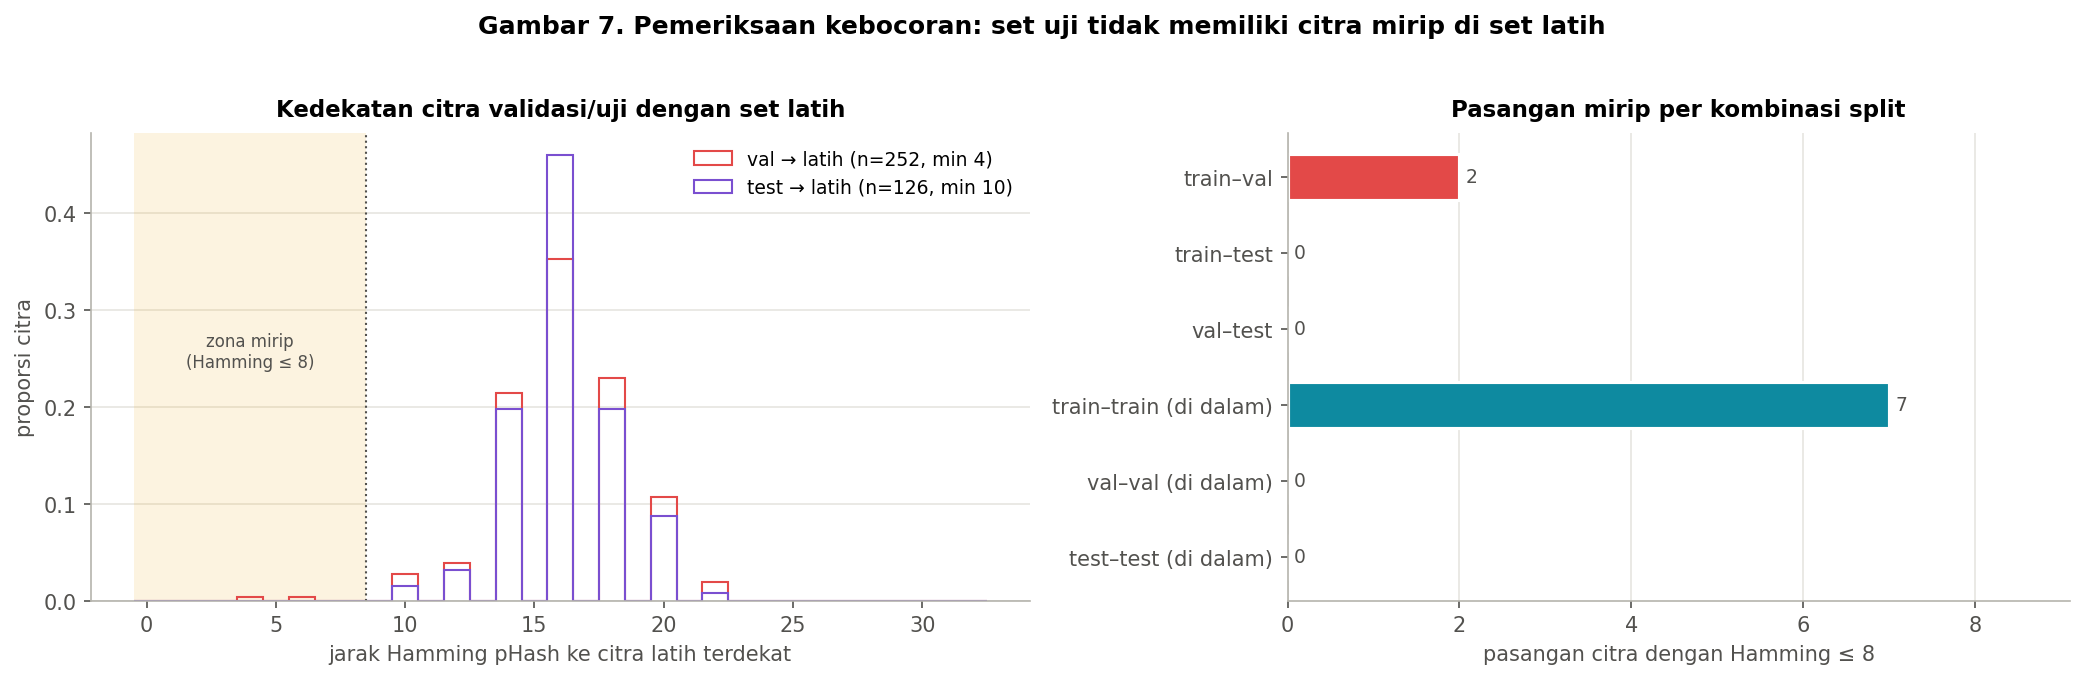 Gambar 7. Pemeriksaan kebocoran: set uji tidak memiliki citra mirip di set latih
Kedekatan citra validasi/uji dengan set latih
val → latih (n=252, min 4)
test → latih (n=126, min 10)
zona mirip
(Hamming ≤ 8)
proporsi citra
0.4
0.3
0.2
0.1
0.0
0 5 10 15 20 25 30
jarak Hamming pHash ke citra latih terdekat
Pasangan mirip per kombinasi split
train–val 2
train–test 0
val–test 0
train–train (di dalam) 7
val–val (di dalam) 0
test–test (di dalam) 0
0 2 4 6 8
pasangan citra dengan Hamming ≤ 8